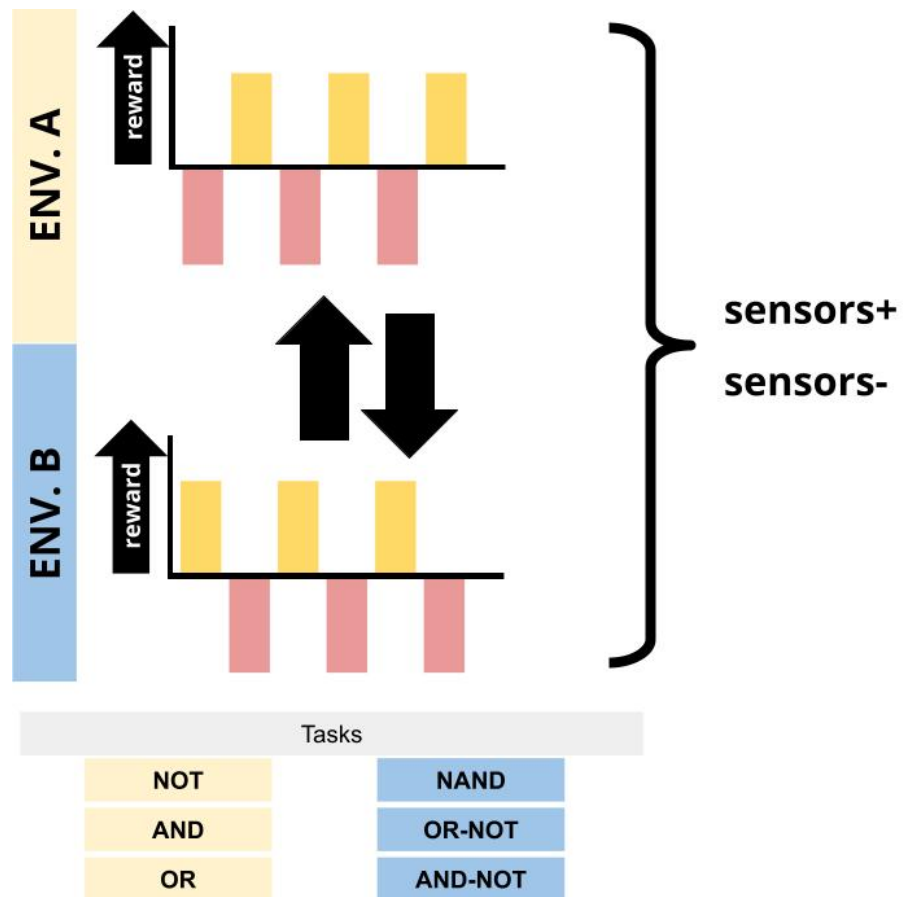 ENV. A
reward
ENV. B
reward
sensors+
sensors-
Tasks
NOT
NAND
AND
OR-NOT
OR
AND-NOT